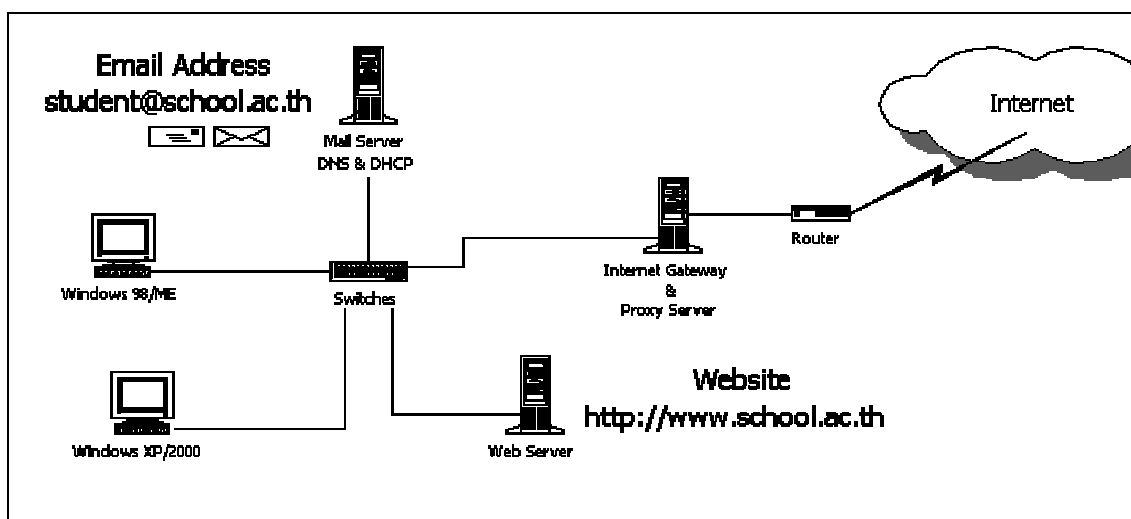 Email Address
student@school.ac.th
Mail Server
DNS & DHCP
Internet
Router
Windows 98/ME
Switches
Internet Gateway
&
Proxy Server
Windows XP/2000
Web Server
Website
http://www.school.ac.th